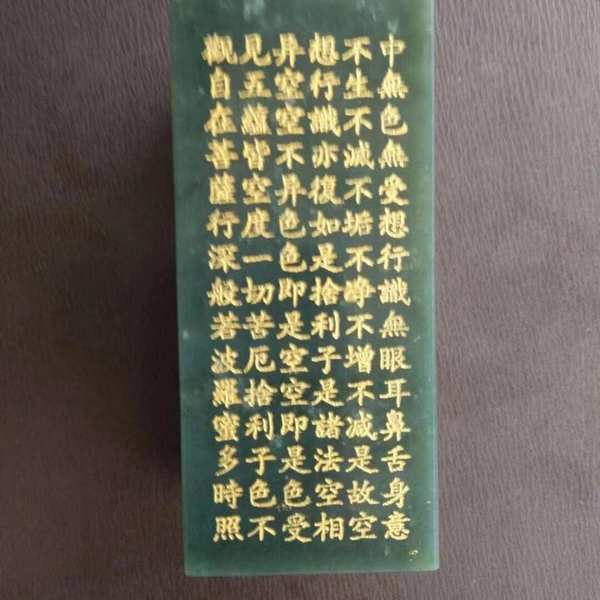 觀自在菩薩行深般若波羅蜜多時照
見五蘊皆空度一切苦厄捨利子色不
异空空不异色色即是空空即是色受
想行識亦復如是捨利子是諸法空相
不生不滅不垢不淨不增不减是故空
中無色無受想行識無眼耳鼻舌身意